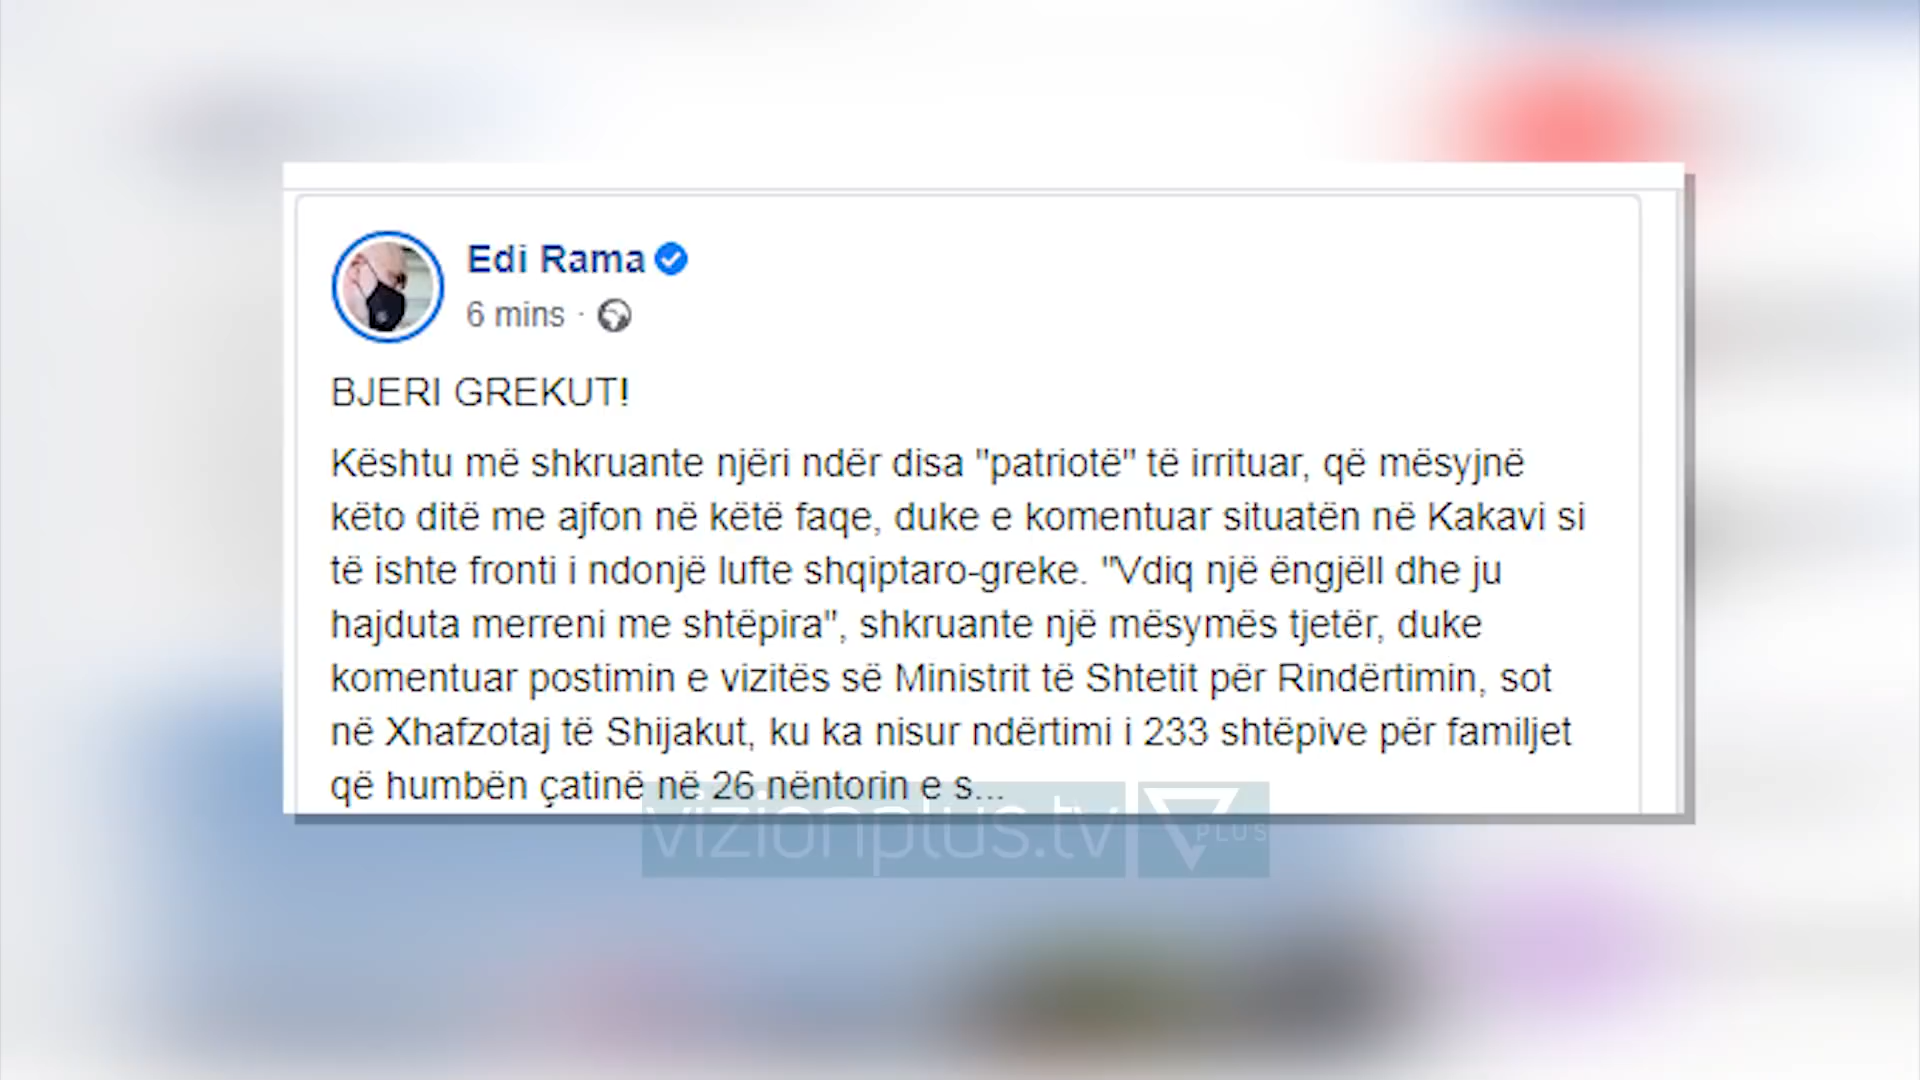 Edi Rama
6 mins ·
BJERI GREKUT!
Kështu më shkruante njëri ndër disa "patriotë" të irrituar, që mësyjnë
këto ditë me ajfon në këtë faqe, duke e komentuar situatën në Kakavi si
të ishte fronti i ndonjë lufte shqiptaro-greke. "Vdiq një ëngjëll dhe ju
hajduta merreni me shtëpira", shkruante një mësymës tjetër, duke
komentuar postimin e vizitës së Ministrit të Shtetit për Rindërtimin, sot
në Xhafzotaj të Shijakut, ku ka nisur ndërtimi i 233 shtëpive për familjet
që humbën çatinë në 26 nëntorin e s...
vizionplus.tv PLUS